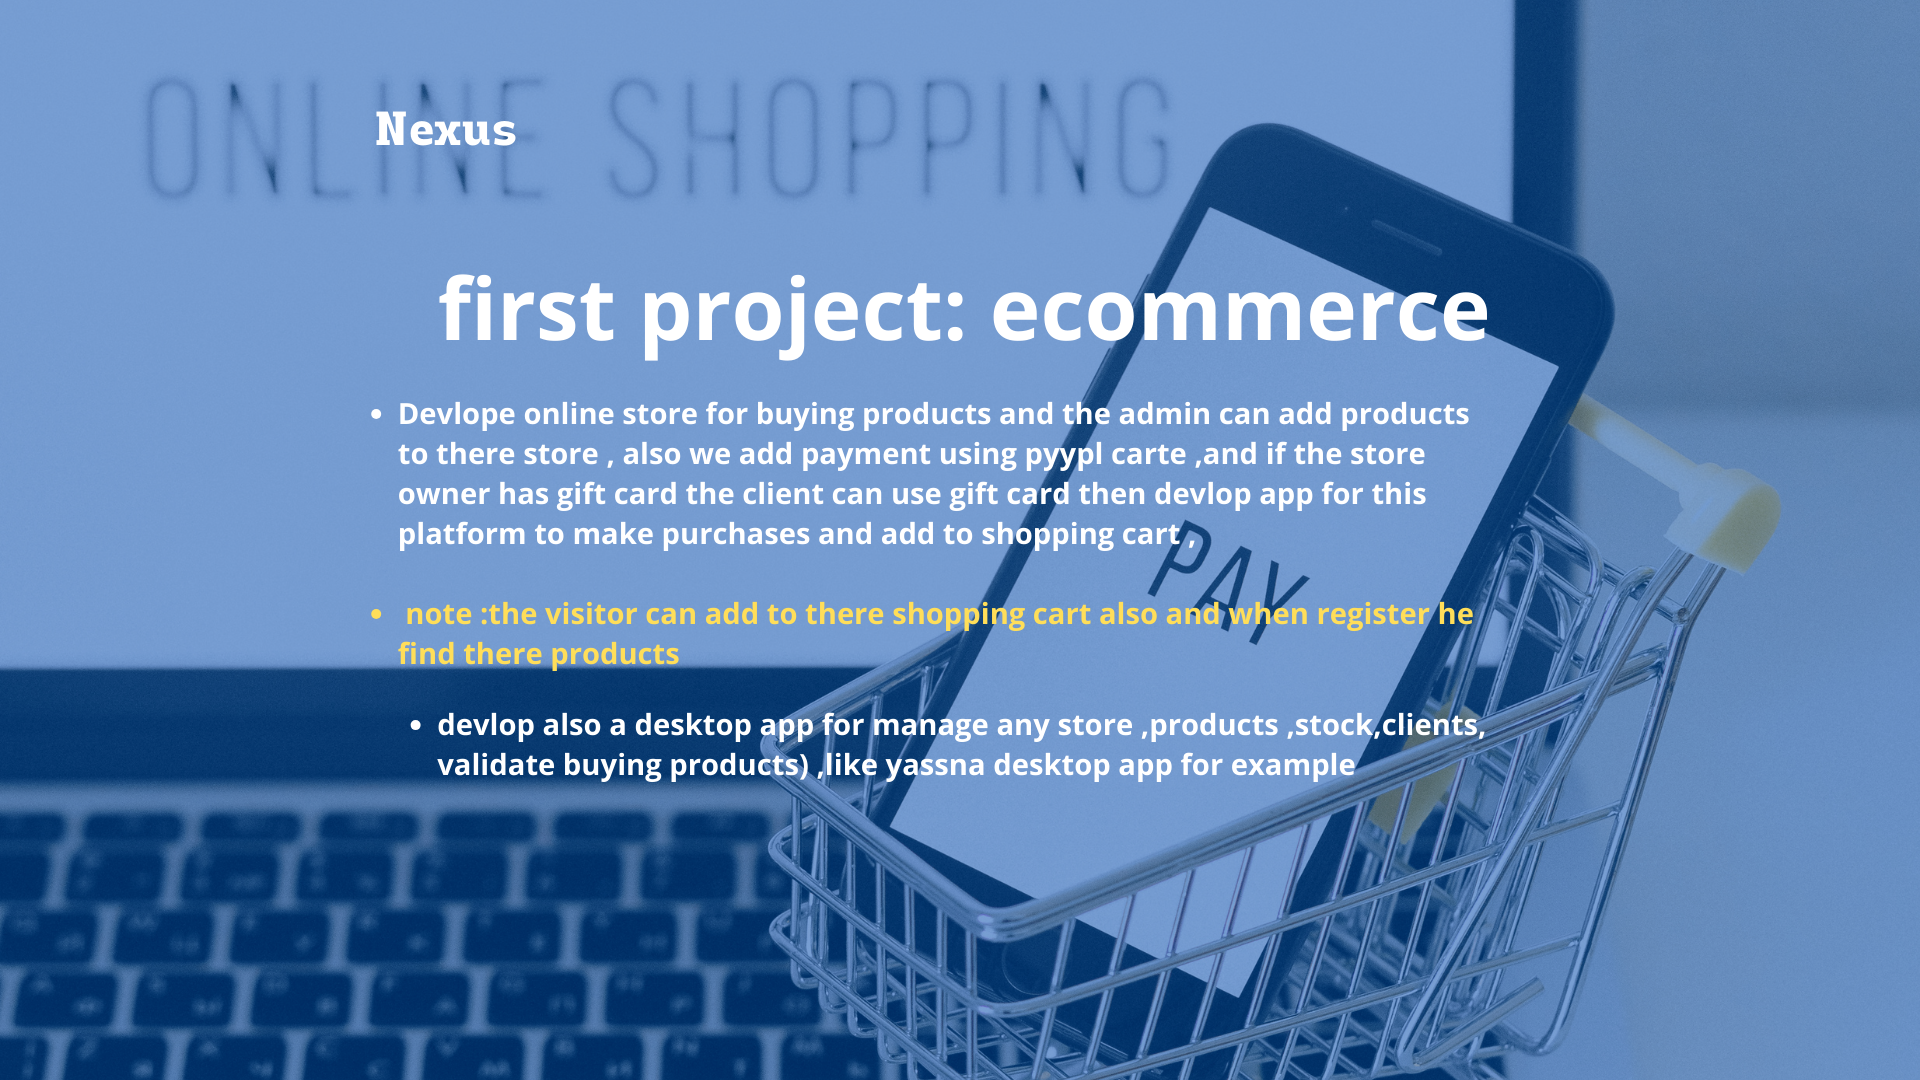 ONLINE SHOPPING
Nexus
first project: ecommerce
• Devlope online store for buying products and the admin can add products
to there store , also we add payment using pyypl carte ,and if the store
owner has gift card the client can use gift card then devlop app for this
platform to make purchases and add to shopping cart ,
PAY
• note :the visitor can add to there shopping cart also and when register he
find there products
• devlop also a desktop app for manage any store ,products ,stock,clients,
validate buying products) ,like yassna desktop app for example